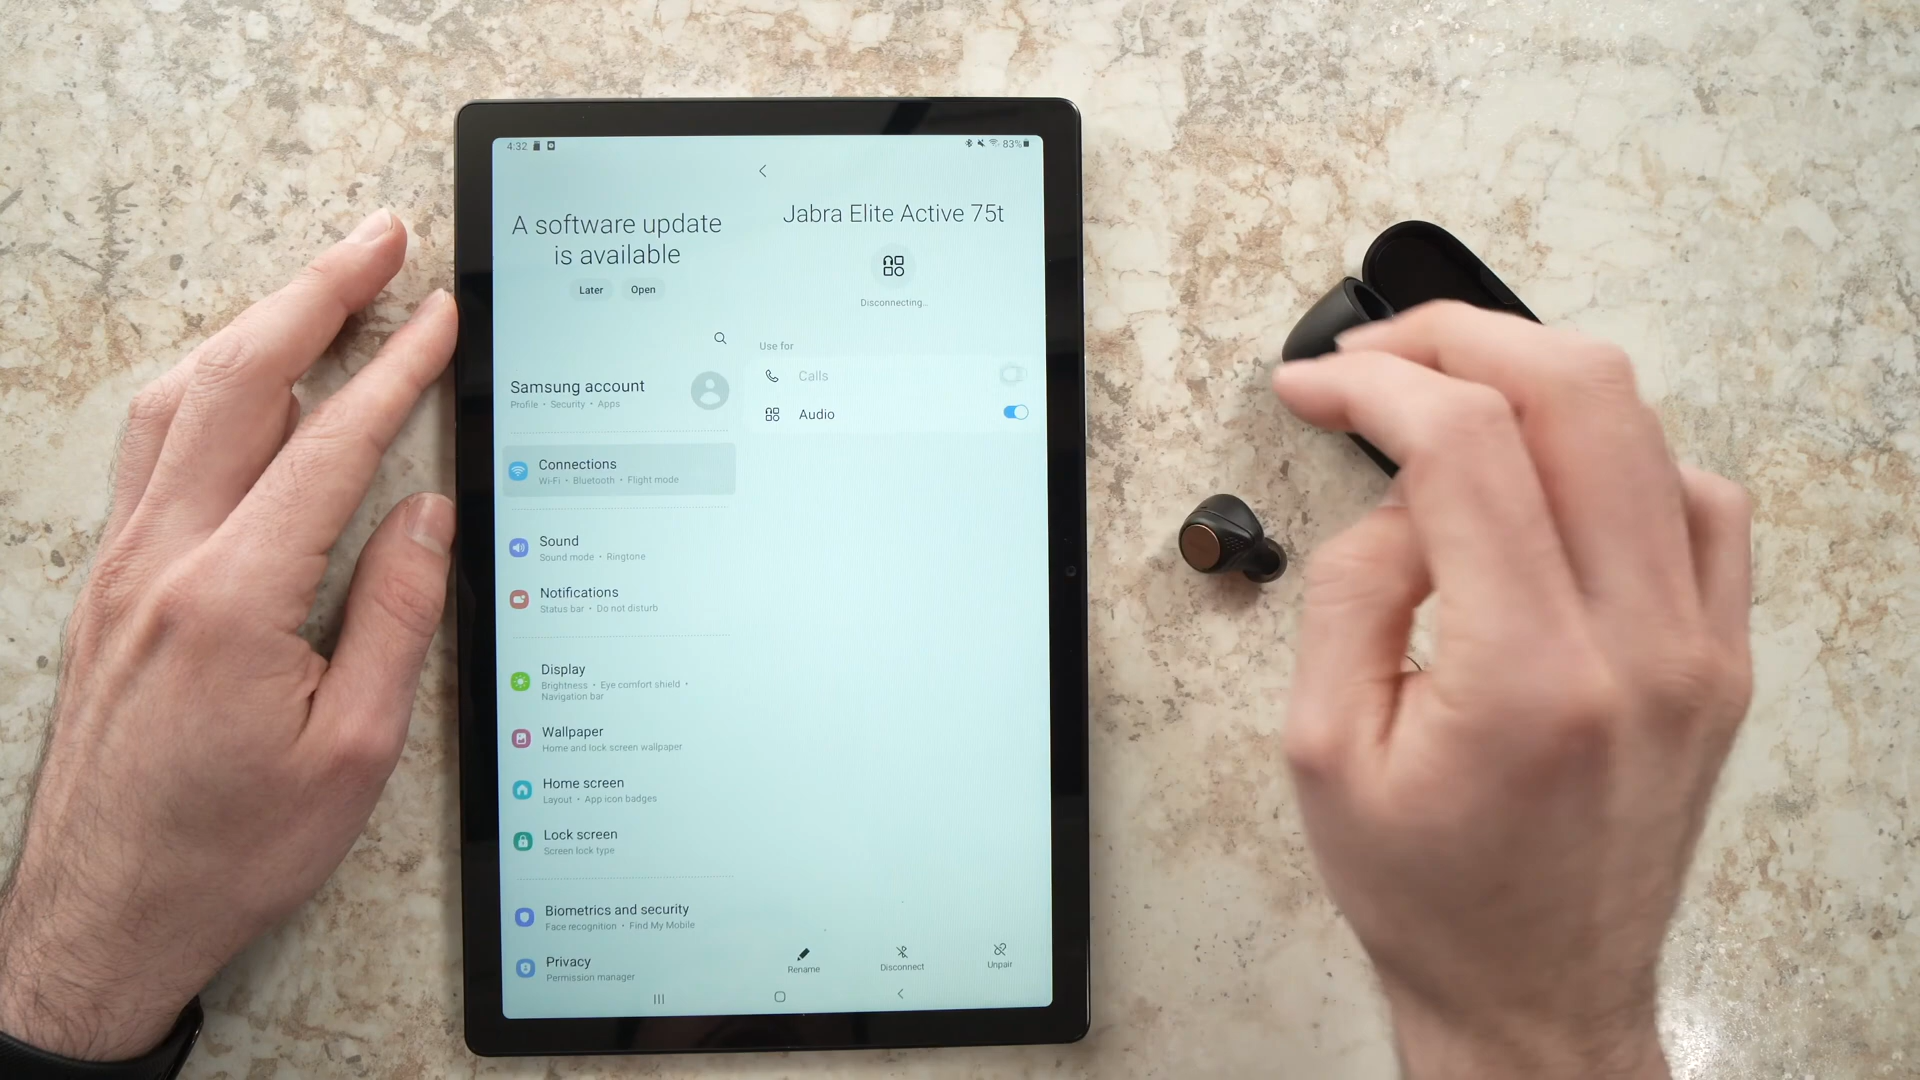 4:32
83%
A software update
is available
Later
Open
Samsung account
Profile • Security • Apps
Connections
Wi-Fi • Bluetooth • Flight mode
Sound
Sound mode • Ringtone
Notifications
Status bar • Do not disturb
Display
Brightness • Eye comfort shield •
Navigation bar
Wallpaper
Home and lock screen wallpaper
Home screen
Layout • App icon badges
Lock screen
Screen lock type
Biometrics and security
Face recognition • Find My Mobile
Privacy
Permission manager
Jabra Elite Active 75t
Disconnecting...
Use for
Calls
Audio
Rename
Disconnect
Unpair